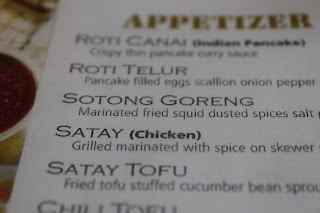 APPETIZER
ROTI CANAI (Indian Pancake)
Crispy thin pancake curry sauce
ROTI TELUR
Pancake filled eggs scallion onion pepper
SOTONG GORENG
Marinated fried squid dusted spices salt
SATAY (Chicken)
Grilled marinated with spice on skewer
SATAY TOFU
Fried tofu stuffed cucumber bean
CHILI TOFU